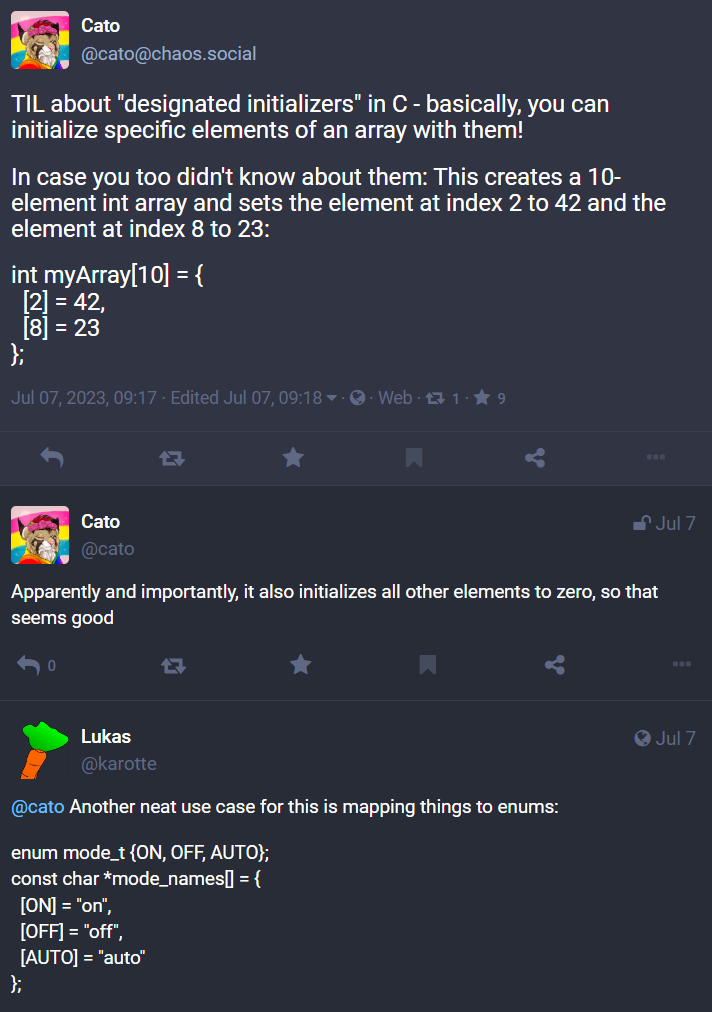 Cato
@cato@chaos.social
TIL about "designated initializers" in C - basically, you can
initialize specific elements of an array with them!
In case you too didn't know about them: This creates a 10-
element int array and sets the element at index 2 to 42 and the
element at index 8 to 23:
int myArray[10] = {
[2] = 42,
[8] = 23
};
Jul 07, 2023, 09:17 · Edited Jul 07, 09:18 · Web · 1 · 9
Cato
Jul 7
@cato
Apparently and importantly, it also initializes all other elements to zero, so that
seems good
0
Lukas
Jul 7
@karotte
@cato Another neat use case for this is mapping things to enums:
enum mode_t {ON, OFF, AUTO};
const char *mode_names[] = {
[ON] = "on",
[OFF] = "off",
[AUTO] = "auto"
};